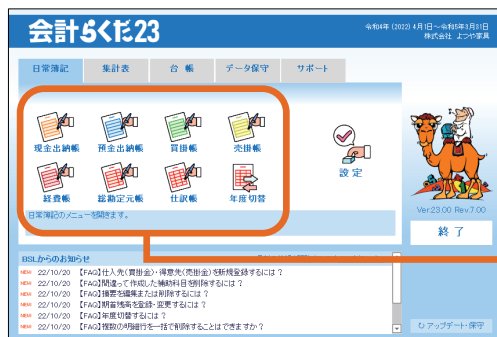 会計らくだ23
令和4年 (2022) 4月1日～令和5年3月31日
株式会社 よつや家具
日常簿記 集計表 台 帳 データ保守 サポート
現金出納帳 預金出納帳 買掛帳 売掛帳
設 定
経費帳 総勘定元帳 仕訳帳 年度切替
日常簿記のメニューを開きます。
Ver.23.00 Rev.7.00
終 了
BSLからのお知らせ
NEW 22/10/20 【FAQ】仕入先(買掛金)・得意先(売掛金)を新規登録するには？
NEW 22/10/20 【FAQ】間違って作成した補助科目を削除するには？
NEW 22/10/20 【FAQ】摘要を編集または削除するには？
NEW 22/10/20 【FAQ】期首残高を登録・変更するには？
NEW 22/10/20 【FAQ】年度切替するには？
NEW 22/10/20 【FAQ】複数の明細行を一括で削除することはできますか？
アップデート・保守